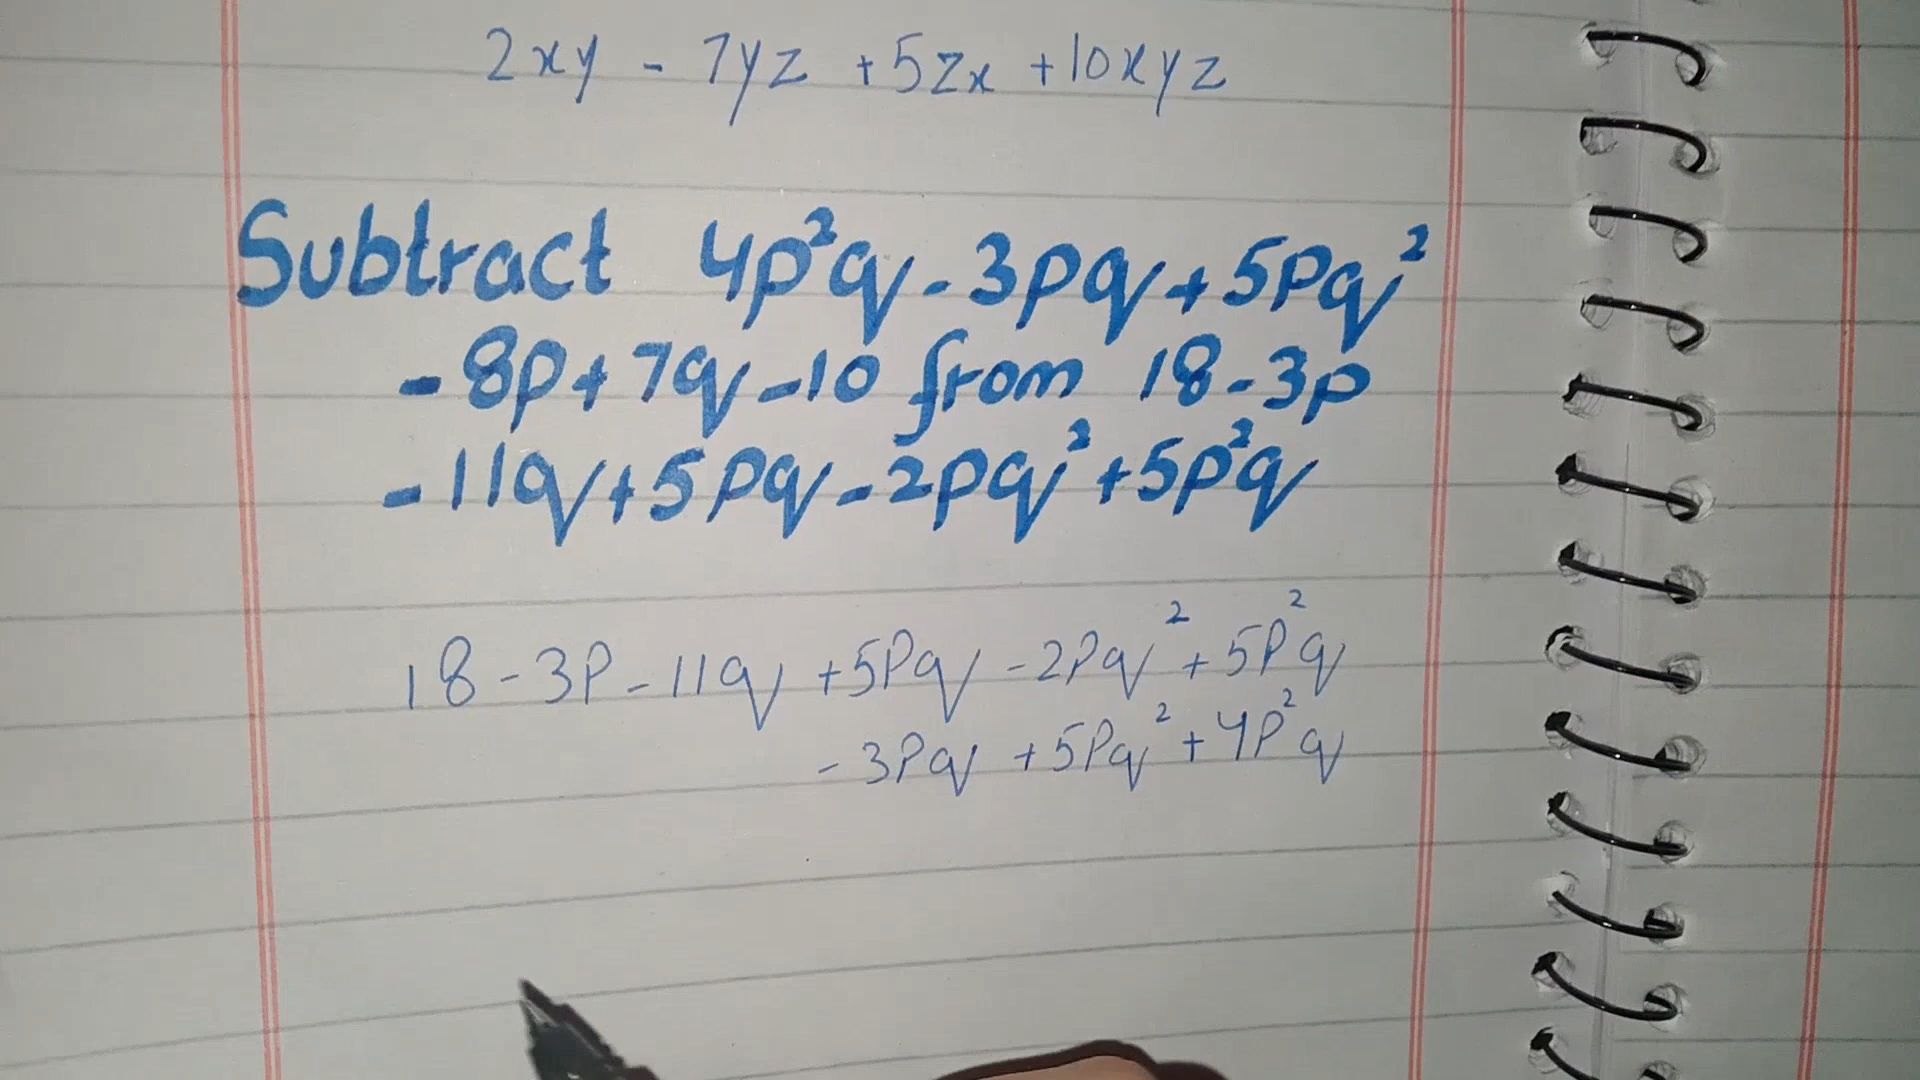 2xy - 7yz + 5zx + 10xyz
Subtract 4p²q - 3pq + 5pq²
- 8p + 7q - 10 from 18 - 3p
- 11q + 5pq - 2pq² + 5p²q
18 - 3p - 11q + 5pq - 2pq² + 5p²q
- 3pq + 5pq² + 4p²q